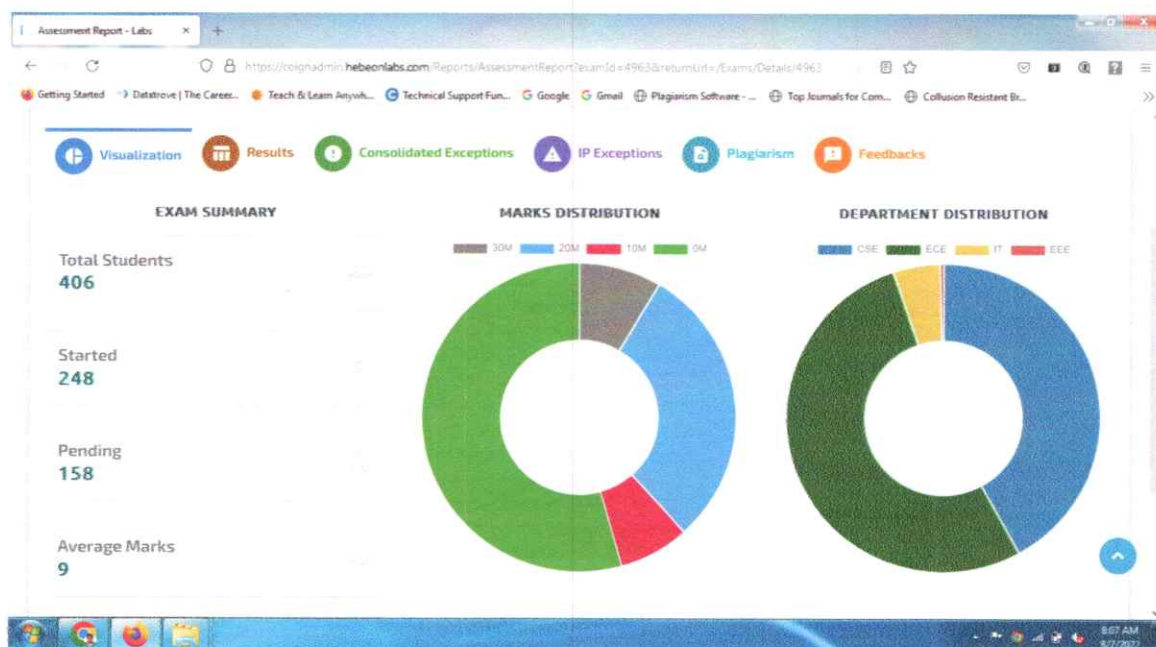 Assessment Report - Labs × +
https://coignadmin.hebeonlabs.com/Reports/AssessmentReport?examId=4963&returnUrl=/Exams/Details/4963
Getting Started Datatrove | The Career... Teach & Learn Anywh... Technical Support Fun... Google Gmail Plagiarism Software - ... Top Journals for Com... Collusion Resistant Br... »
Visualization Results Consolidated Exceptions IP Exceptions Plagiarism Feedbacks
EXAM SUMMARY MARKS DISTRIBUTION DEPARTMENT DISTRIBUTION
30M 20M 10M 0M CSE ECE IT EEE
Total Students
406
Started
248
Pending
158
Average Marks
9
8:07 AM